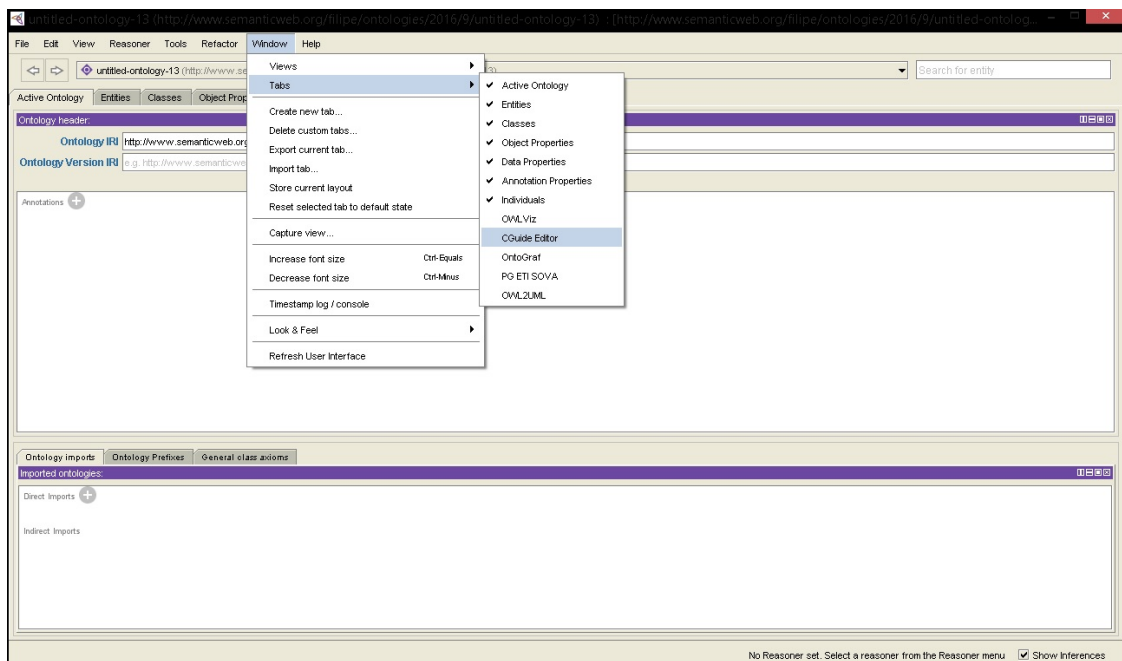 untitled-ontology-13 (http://www.semanticweb.org/filipe/ontologies/2016/9/untitled-ontology-13) : [http://www.semanticweb.org/filipe/ontologies/2016/9/untitled-ontolog...
File Edit View Reasoner Tools Refactor Window Help
untitled-ontology-13 (http://www.se
3)
Search for entity
Active Ontology Entities Classes Object Prop
Ontology header:
Ontology IRI http://www.semanticweb.org
Ontology Version IRI e.g. http://www.semanticwe
Annotations
Views
Tabs
Create new tab...
Delete custom tabs...
Export current tab...
Import tab...
Store current layout
Reset selected tab to default state
Capture view...
Increase font size Ctrl-Equals
Decrease font size Ctrl-Minus
Timestamp log / console
Look & Feel
Refresh User Interface
Active Ontology
Entities
Classes
Object Properties
Data Properties
Annotation Properties
Individuals
OWLViz
CGuide Editor
OntoGraf
PG ETI SOVA
OWL2UML
Ontology imports Ontology Prefixes General class axioms
Imported ontologies:
Direct Imports
Indirect Imports
No Reasoner set. Select a reasoner from the Reasoner menu Show Inferences